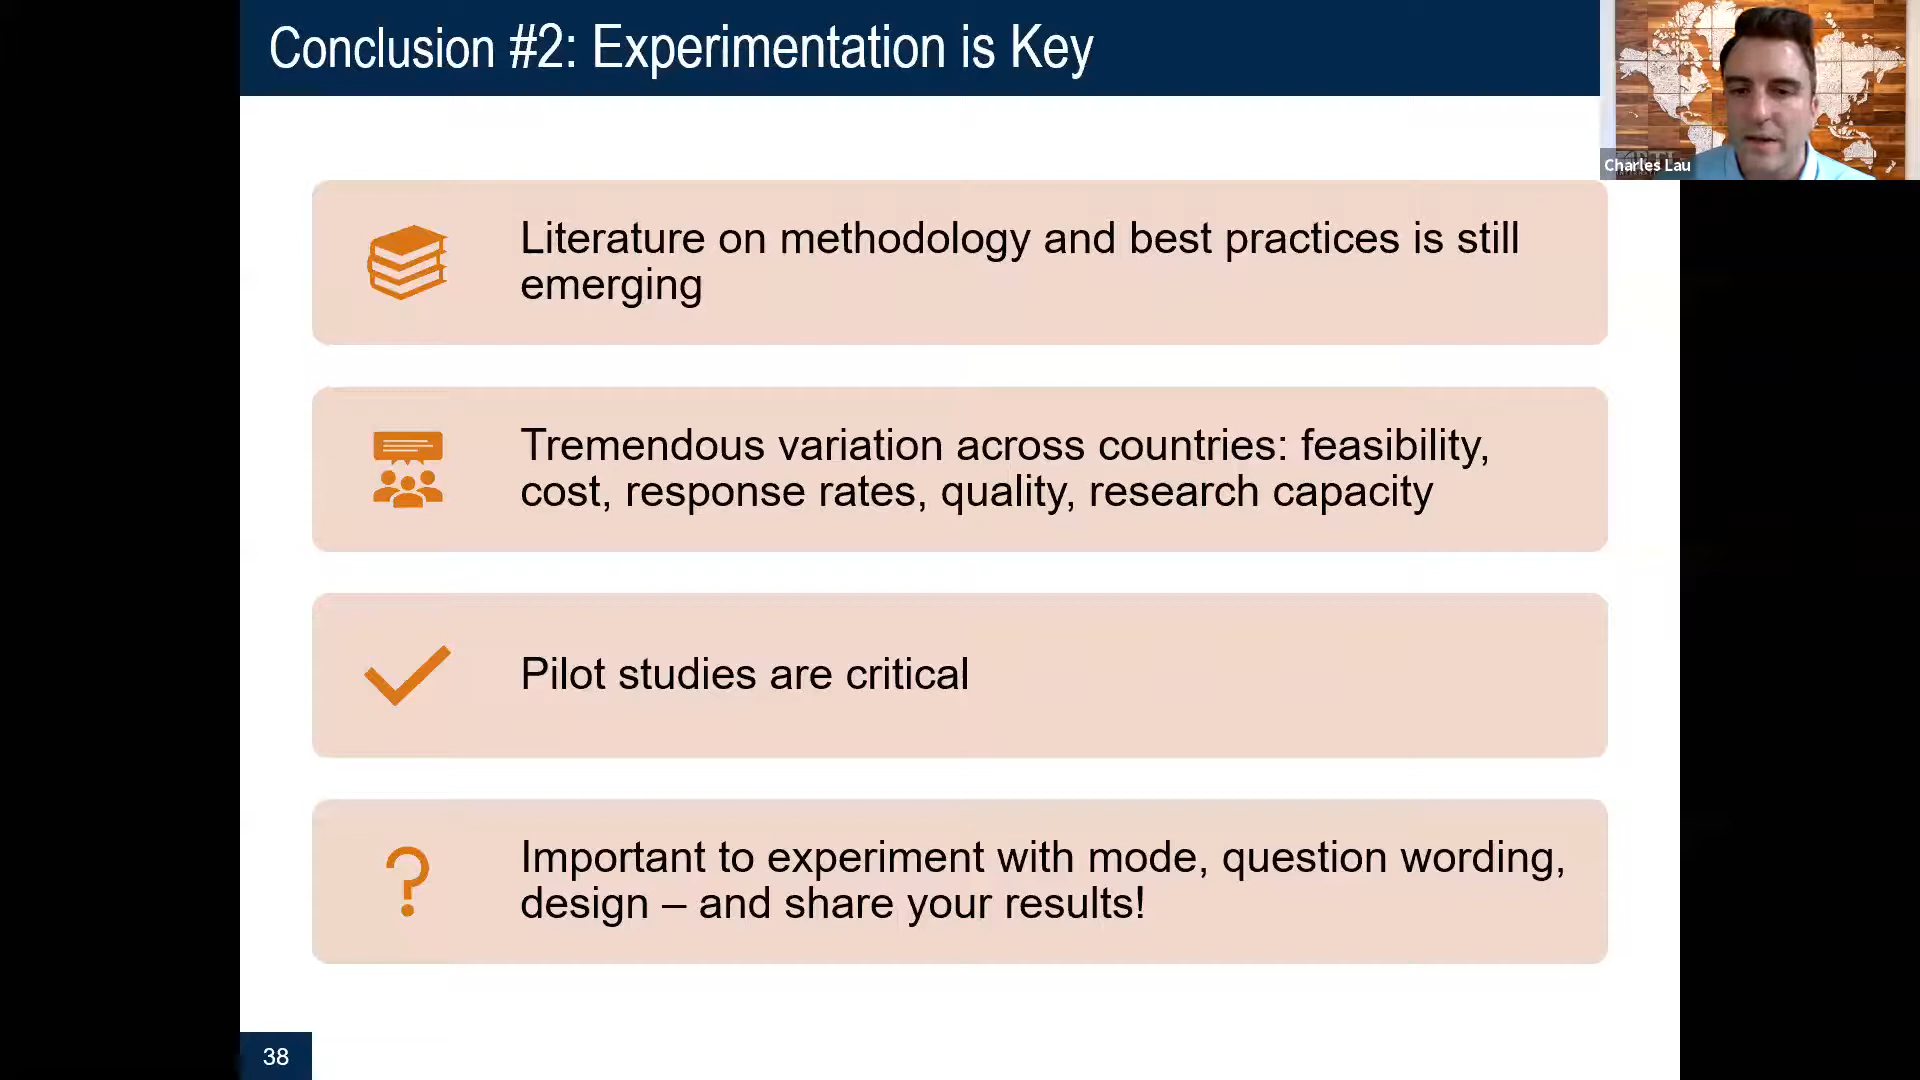 Conclusion #2: Experimentation is Key
Charles Lau
Literature on methodology and best practices is still
emerging
Tremendous variation across countries: feasibility,
cost, response rates, quality, research capacity
Pilot studies are critical
Important to experiment with mode, question wording,
design – and share your results!
38